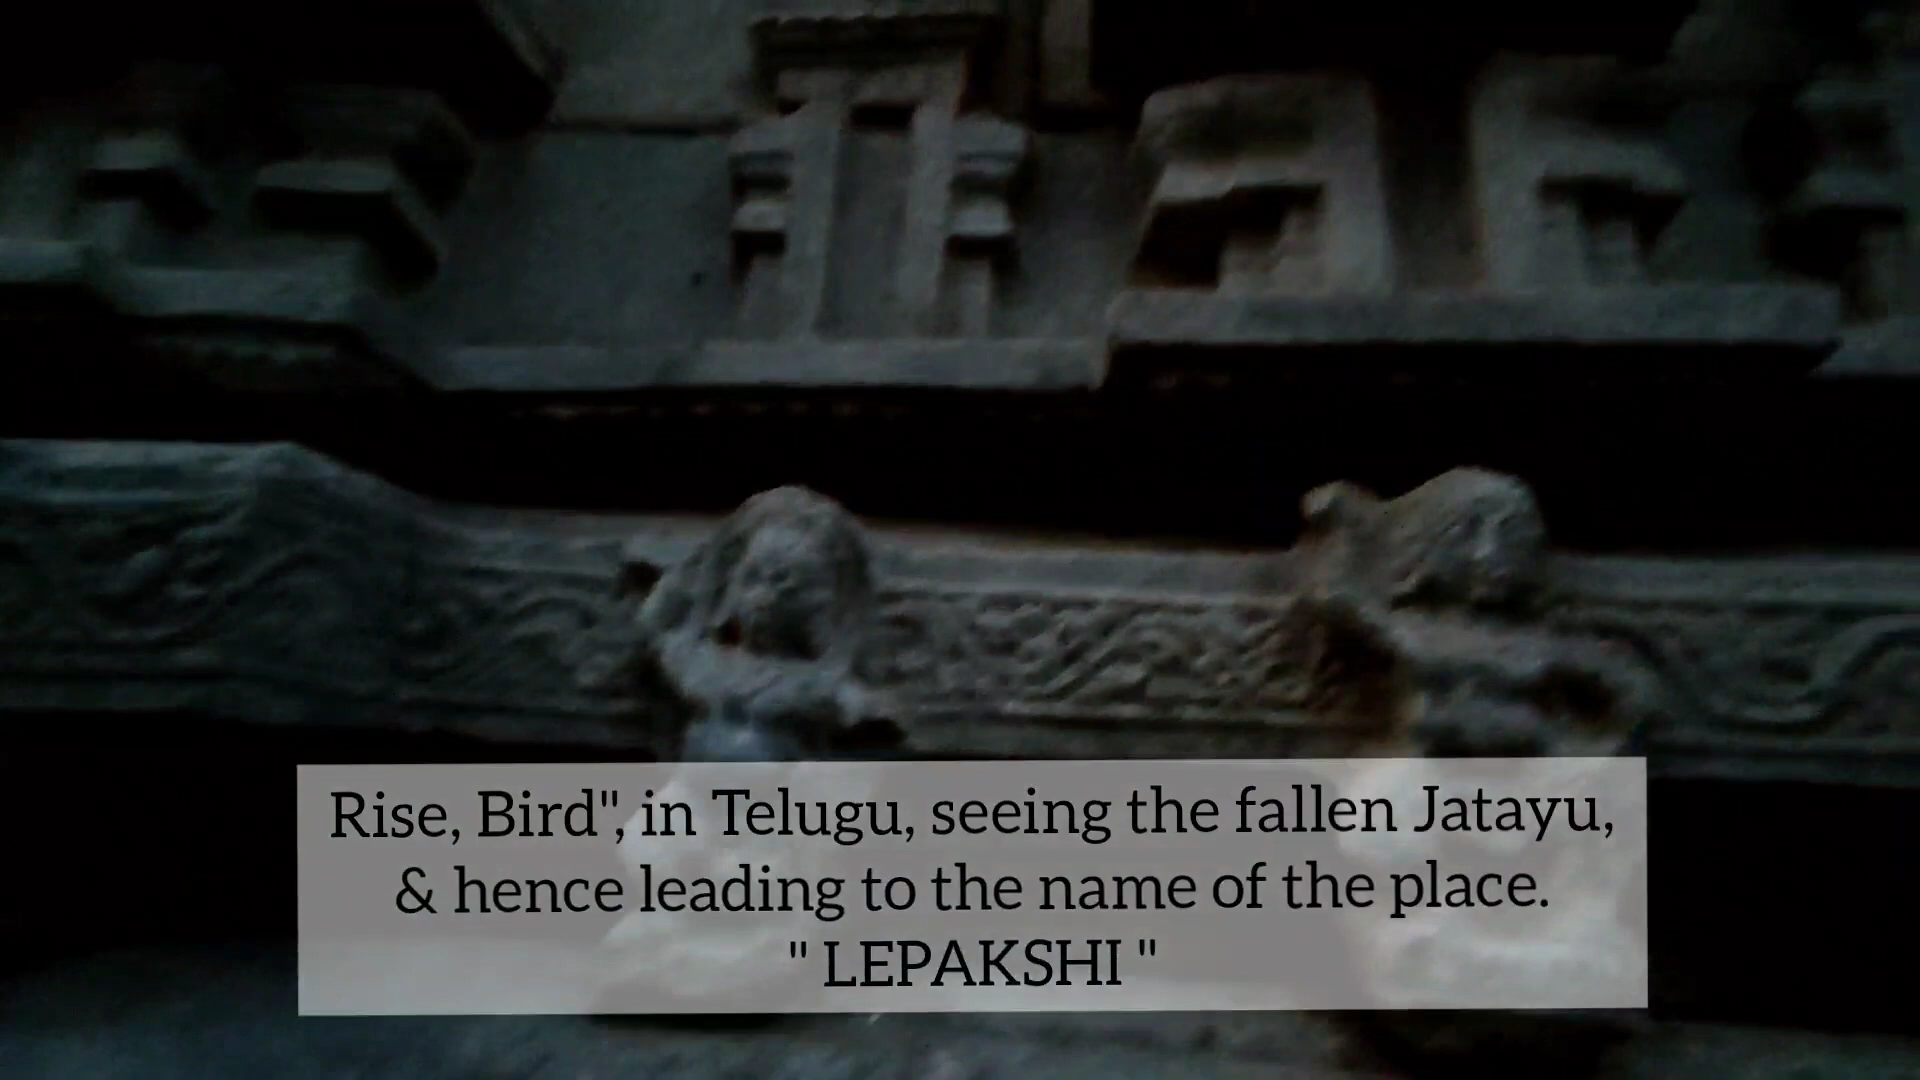 Rise, Bird", in Telugu, seeing the fallen Jatayu,
& hence leading to the name of the place.
" LEPAKSHI "